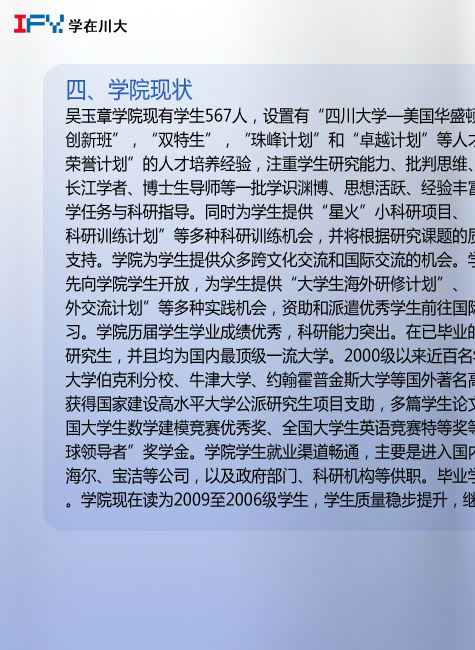 IFY. 学在川大
四、学院现状
吴玉章学院现有学生567人，设置有“四川大学—美国华盛顿
创新班”，“双特生”，“珠峰计划”和“卓越计划”等人才
荣誉计划”的人才培养经验，注重学生研究能力、批判思维、
长江学者、博士生导师等一批学识渊博、思想活跃、经验丰富
学任务与科研指导。同时为学生提供“星火”小科研项目、
科研训练计划”等多种科研训练机会，并将根据研究课题的质
支持。学院为学生提供众多跨文化交流和国际交流的机会。学
先向学院学生开放，为学生提供“大学生海外研修计划”、
外交流计划”等多种实践机会，资助和派遣优秀学生前往国际
习。学院历届学生学业成绩优秀，科研能力突出。在已毕业的
研究生，并且均为国内最顶级一流大学。2000级以来近百名学
大学伯克利分校、牛津大学、约翰霍普金斯大学等国外著名高
获得国家建设高水平大学公派研究生项目支助，多篇学生论文
国大学生数学建模竞赛优秀奖、全国大学生英语竞赛特等奖等
球领导者”奖学金。学院学生就业渠道畅通，主要是进入国内
海尔、宝洁等公司，以及政府部门、科研机构等供职。毕业学
。学院现在读为2009至2006级学生，学生质量稳步提升，继